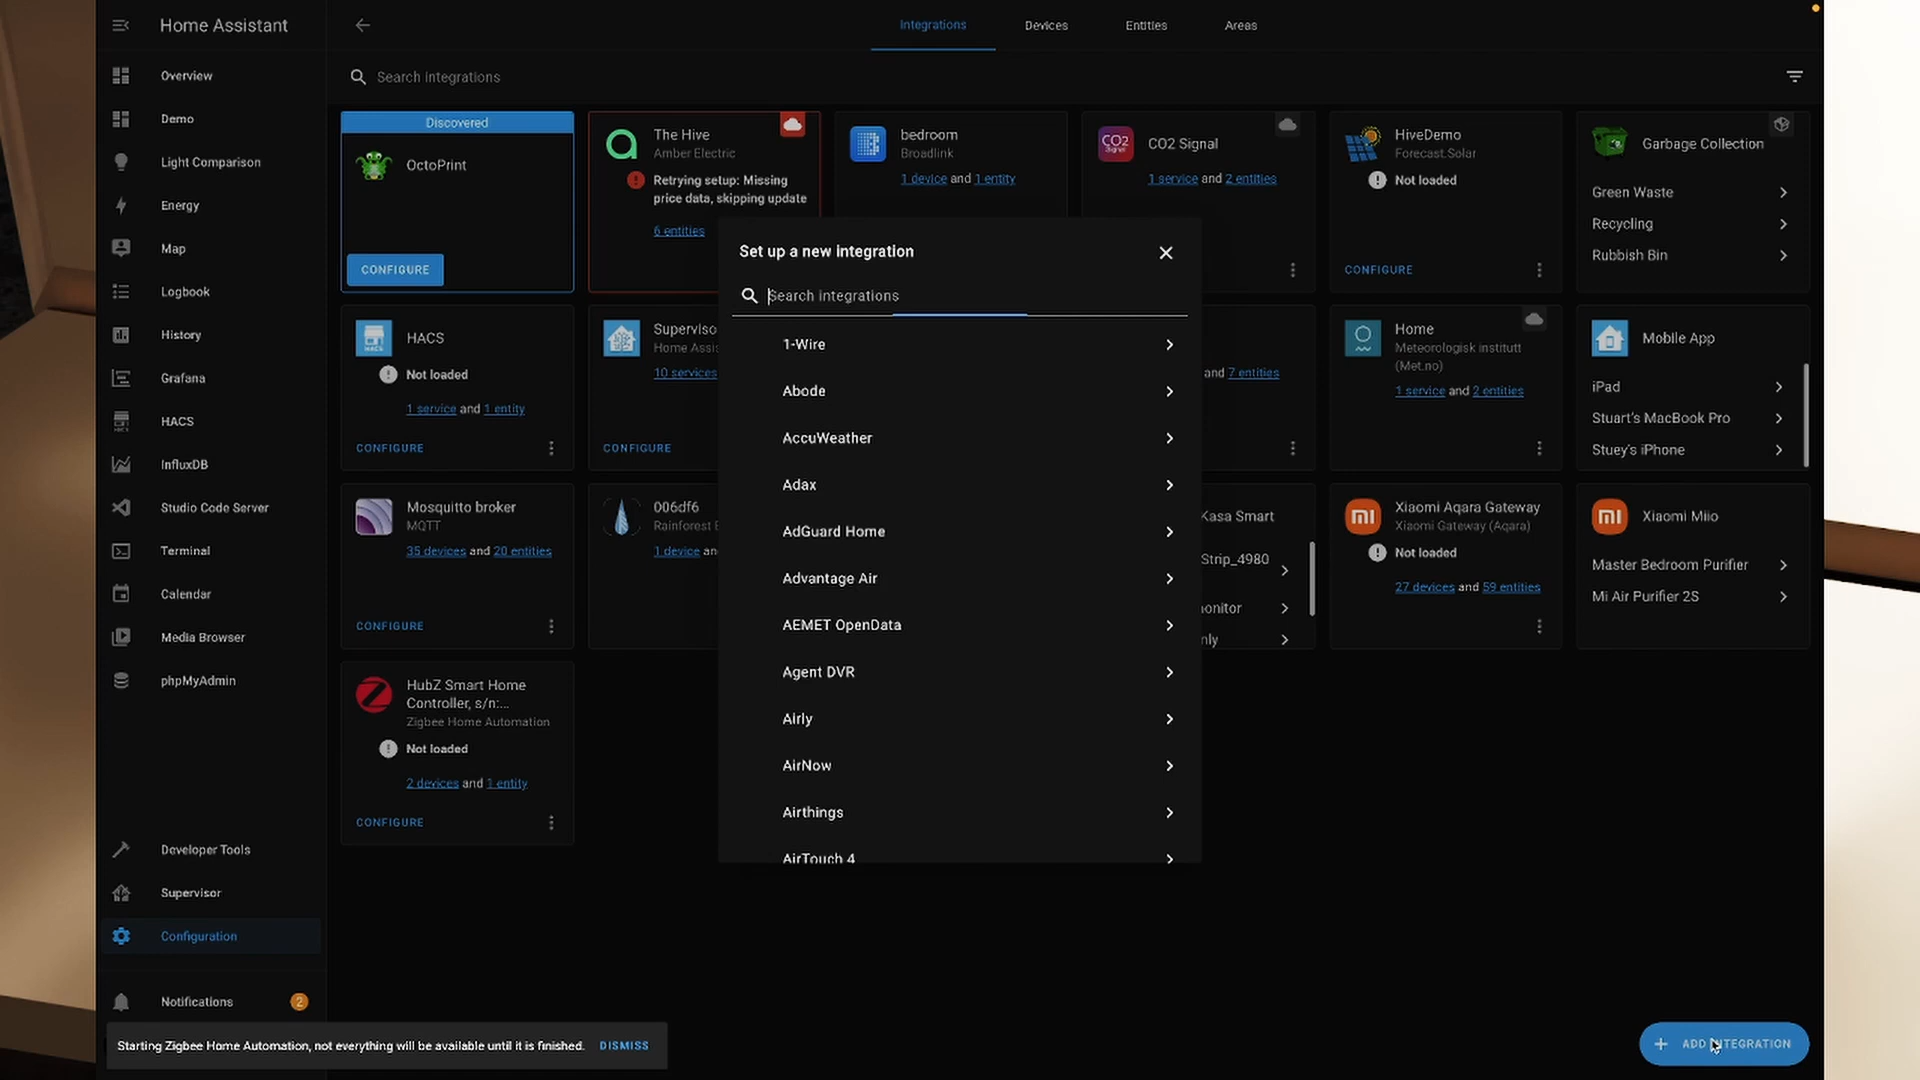 Home Assistant
Overview
Demo
Light Comparison
Energy
Map
Logbook
History
Grafana
HACS
InfluxDB
Studio Code Server
Terminal
Calendar
Media Browser
phpMyAdmin
Developer Tools
Supervisor
Configuration
Notifications 2
Starting Zigbee Home Automation, not everything will be available until it is finished. DISMISS
Integrations Devices Entities Areas
Search integrations
Discovered
OctoPrint
CONFIGURE
The Hive
Amber Electric
Retrying setup: Missing
price data, skipping update
6 entities
bedroom
Broadlink
1 device and 1 entity
CO2
Signal
CO2 Signal
1 service and 2 entities
HiveDemo
Forecast.Solar
Not loaded
CONFIGURE
Garbage Collection
Green Waste
Recycling
Rubbish Bin
HACS
HACS
Not loaded
1 service and 1 entity
CONFIGURE
Superviso
Home Assis
10 services
CONFIGURE
and 7 entities
Home
Meteorologisk institutt
(Met.no)
1 service and 2 entities
Mobile App
iPad
Stuart's MacBook Pro
Stuey's iPhone
Mosquitto broker
MQTT
35 devices and 20 entities
CONFIGURE
006df6
Rainforest E
1 device an
Kasa Smart
Strip_4980
onitor
nly
Xiaomi Aqara Gateway
Xiaomi Gateway (Aqara)
Not loaded
27 devices and 59 entities
Xiaomi Miio
Master Bedroom Purifier
Mi Air Purifier 2S
HubZ Smart Home
Controller, s/n:...
Zigbee Home Automation
Not loaded
2 devices and 1 entity
CONFIGURE
Set up a new integration
Search integrations
1-Wire
Abode
AccuWeather
Adax
AdGuard Home
Advantage Air
AEMET OpenData
Agent DVR
Airly
AirNow
Airthings
AirTouch 4
ADD INTEGRATION